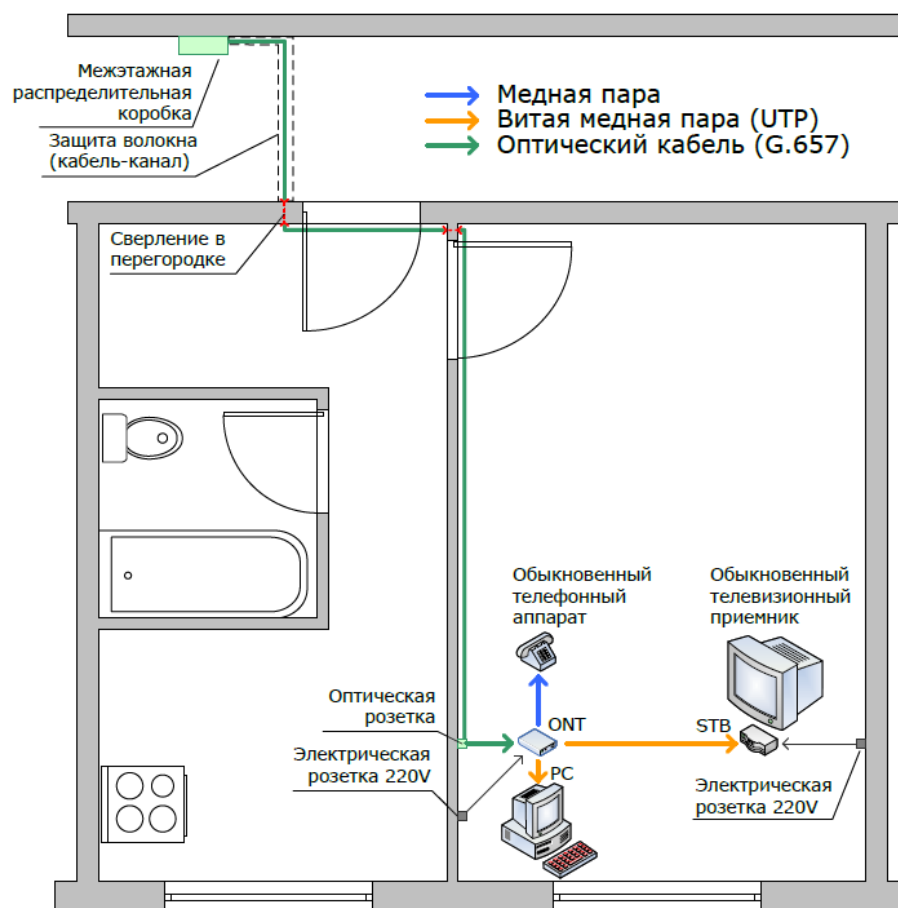 Межэтажная
распределительная
коробка
Защита волокна
(кабель-канал)
Медная пара
Витая медная пара (UTP)
Оптический кабель (G.657)
Сверление в
перегородке
Обыкновенный
телефонный
аппарат
Обыкновенный
телевизионный
приемник
Оптическая
розетка
ONT
STB
Электрическая
розетка 220V
PC
Электрическая
розетка 220V